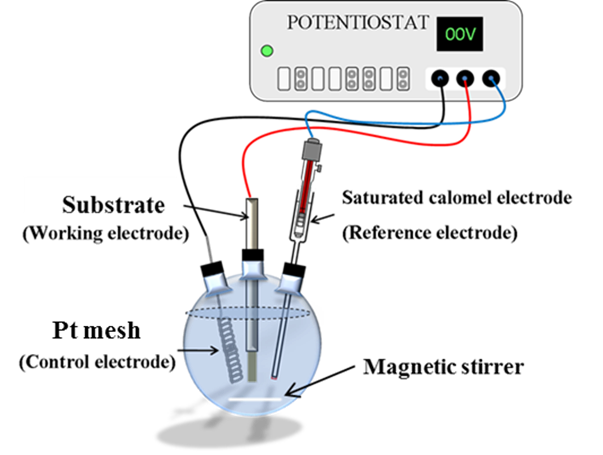 POTENTIOSTAT
00V
Substrate
(Working electrode)
Saturated calomel electrode
(Reference electrode)
Pt mesh
(Control electrode)
Magnetic stirrer